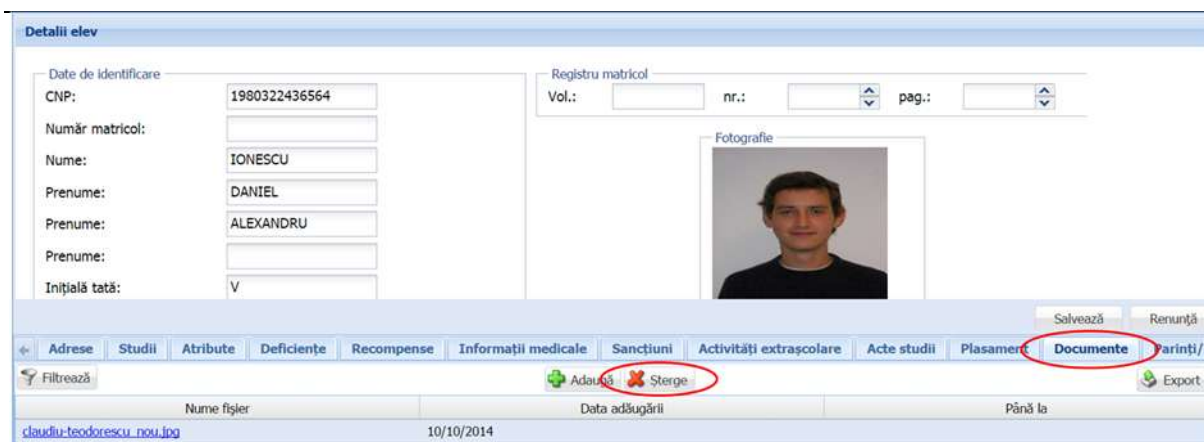 Detalii elev
Date de identificare
Registru matricol
CNP: 1980322436564
Vol.: nr.: pag.:
Număr matricol:
Fotografie
Nume: IONESCU
Prenume: DANIEL
Prenume: ALEXANDRU
Prenume:
Inițială tată: V
Salvează Renunță
Adrese Studii Atribute Deficiențe Recompense Informații medicale Sancțiuni Activități extrașcolare Acte studii Plasament Documente Parinți/
Filtrează Adaugă Șterge Export
Nume fișier Data adăugării Până la
claudiu-teodorescu_nou.jpg 10/10/2014